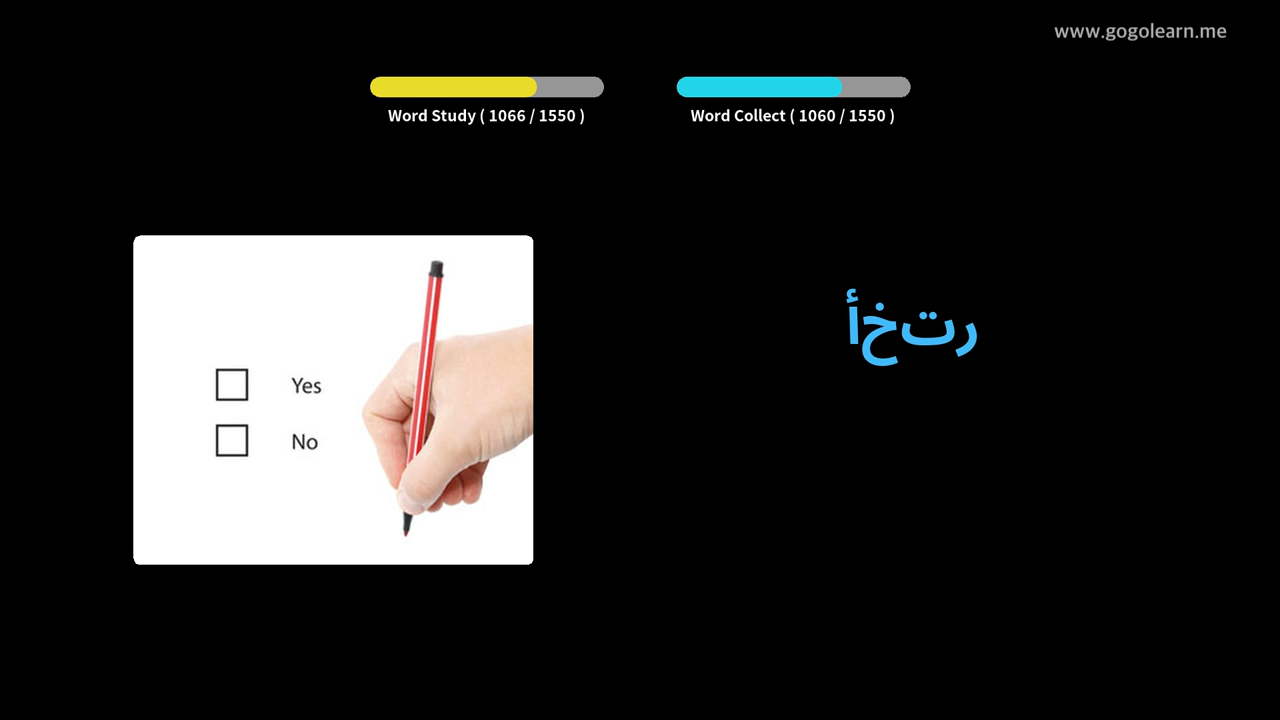 www.gogolearn.me
Word Study ( 1066 / 1550 )
Word Collect ( 1060 / 1550 )
رتخأ
Yes
No